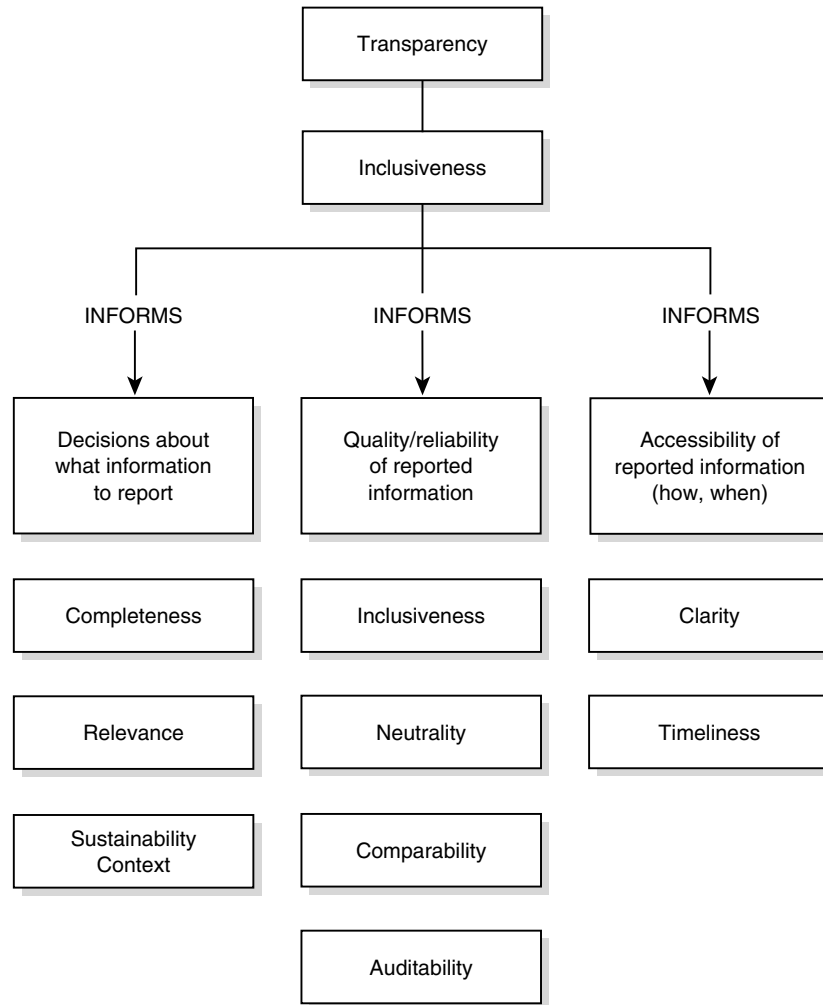 Transparency
Inclusiveness
INFORMS
INFORMS
INFORMS
Decisions about
what information
to report
Quality/reliability
of reported
information
Accessibility of
reported information
(how, when)
Completeness
Inclusiveness
Clarity
Relevance
Neutrality
Timeliness
Sustainability
Context
Comparability
Auditability